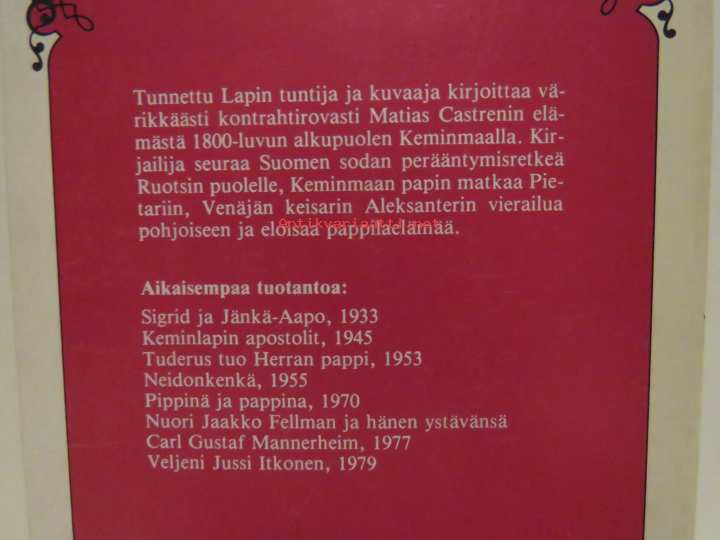 Tunnettu Lapin tuntija ja kuvaaja kirjoittaa vä-
rikkäästi kontrahtirovasti Matias Castrenin elä-
mästä 1800-luvun alkupuolen Keminmaalla. Kir-
jailija seuraa Suomen sodan perääntymisretkeä
Ruotsin puolelle, Keminmaan papin matkaa Pie-
tariin, Venäjän keisarin Aleksanterin vierailua
Antikvapientti.net
pohjoiseen ja eloisaa pappilaelämää.
Aikaisempaa tuotantoa:
Sigrid ja Jänkä-Aapo, 1933
Keminlapin apostolit, 1945
Tuderus tuo Herran pappi, 1953
Neidonkenkä, 1955
Pippinä ja pappina, 1970
Nuori Jaakko Fellman ja hänen ystävänsä
Carl Gustaf Mannerheim, 1977
Veljeni Jussi Itkonen, 1979